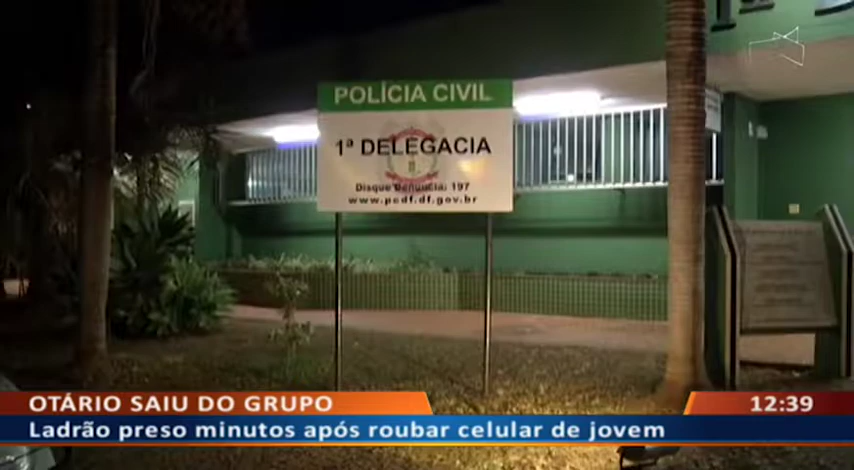 POLÍCIA CIVIL
1ª DELEGACIA
Disque Denúncia: 197
www.pcdf.df.gov.br
OTÁRIO SAIU DO GRUPO
12:39
Ladrão preso minutos após roubar celular de jovem